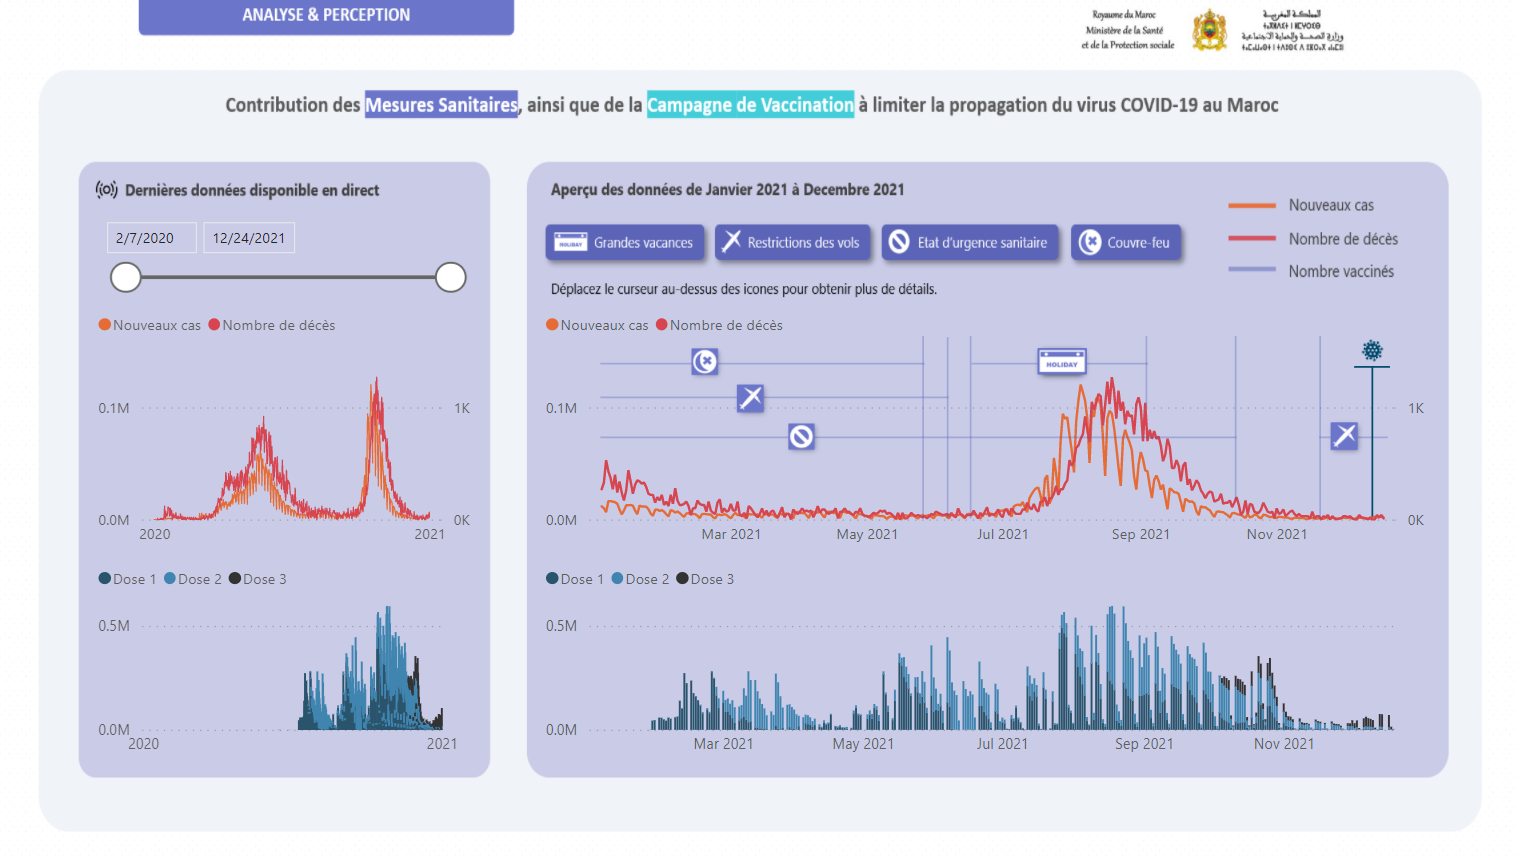 ANALYSE & PERCEPTION
Royaume du Maroc
Ministère de la Santé
et de la Protection sociale
المملكة المغربية
ⵜⴰⴳⵍⴷⵉⵜ ⵏ ⵍⵎⵖⵔⵉⴱ
وزارة الصحة والحماية الاجتماعية
Contribution des Mesures Sanitaires, ainsi que de la Campagne de Vaccination à limiter la propagation du virus COVID-19 au Maroc
Dernières données disponible en direct
2/7/2020
12/24/2021
Nouveaux cas
Nombre de décès
0.1M
1K
0.0M
0K
2020
2021
Dose 1
Dose 2
Dose 3
0.5M
0.0M
2020
2021
Aperçu des données de Janvier 2021 à Decembre 2021
Nouveaux cas
Nombre de décès
Nombre vaccinés
HOLIDAY
Grandes vacances
Restrictions des vols
Etat d'urgence sanitaire
Couvre-feu
Déplacez le curseur au-dessus des icones pour obtenir plus de détails.
Nouveaux cas
Nombre de décès
HOLIDAY
0.1M
1K
0.0M
0K
Mar 2021
May 2021
Jul 2021
Sep 2021
Nov 2021
Dose 1
Dose 2
Dose 3
0.5M
0.0M
Mar 2021
May 2021
Jul 2021
Sep 2021
Nov 2021